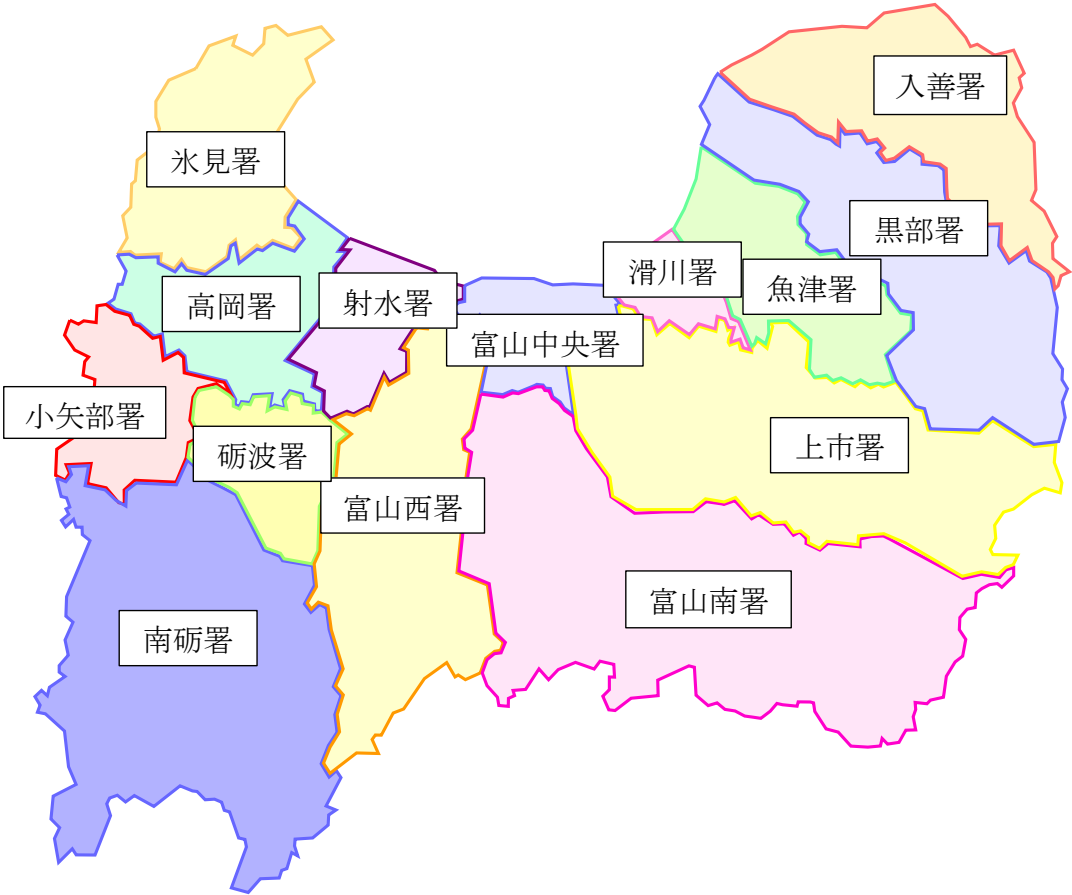 入善署
氷見署
黒部署
滑川署
魚津署
高岡署
射水署
富山中央署
小矢部署
砺波署
上市署
富山西署
富山南署
南砺署